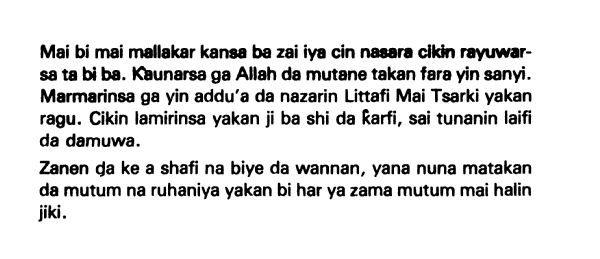 Mai bi mai mallakar kansa ba zai iya cin nasara cikin rayuwar-
sa ta bi ba. Ƙaunarsa ga Allah da mutane takan fara yin sanyi.
Marmarinsa ga yin addu'a da nazarin Littafi Mai Tsarki yakan
ragu. Cikin lamirinsa yakan ji ba shi da ƙarfi, sai tunanin laifi
da damuwa.
Zanen da ke a shafi na biye da wannan, yana nuna matakan
da mutum na ruhaniya yakan bi har ya zama mutum mai halin
jiki.